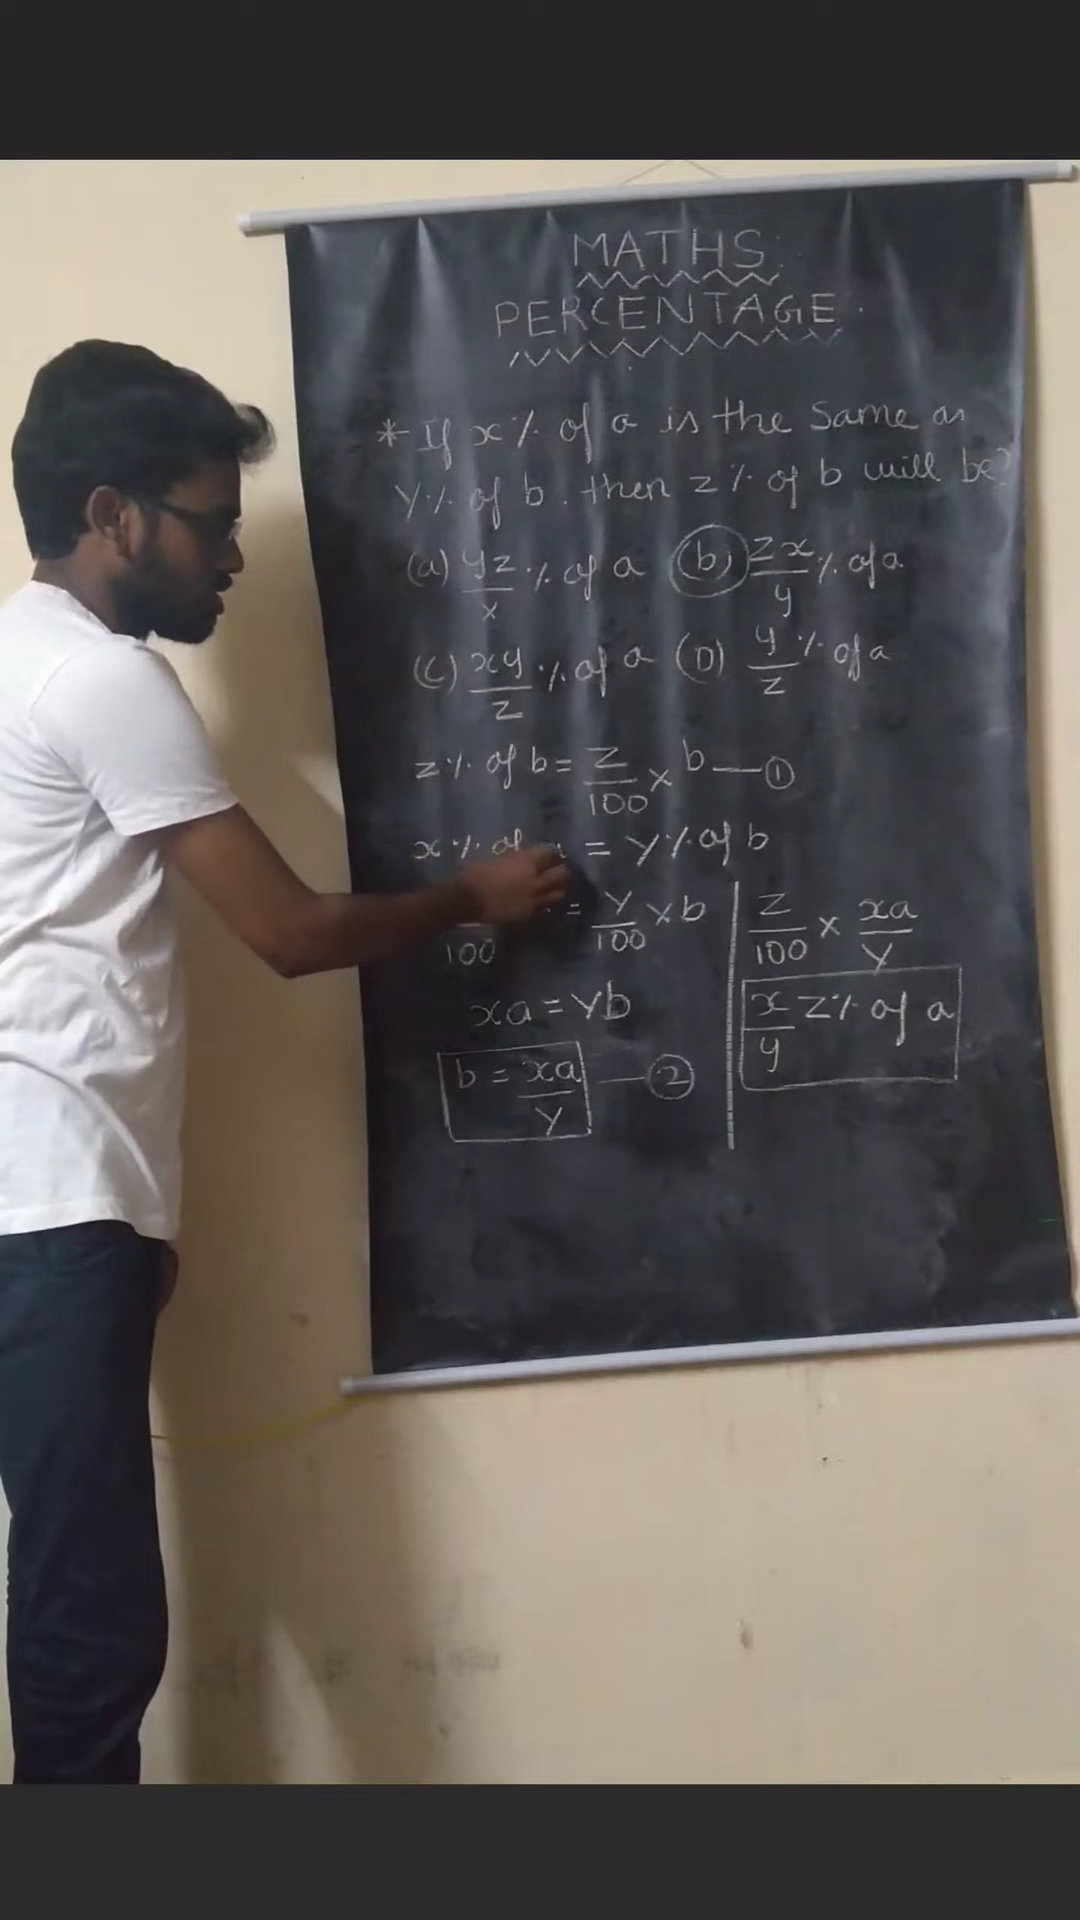 MATHS
PERCENTAGE
* If x% of a is the same as
Y% of b. then z% of b will be?
(a) yz/x % of a (b) zx/y % of a
(C) xy/z % of a (D) y/z % of a
z% of b = z/100 × b — ①
x% of a = y% of b
100 = Y/100 × b
xa = Yb
b = xa/Y — ②
z/100 × xa/Y
x/y z% of a